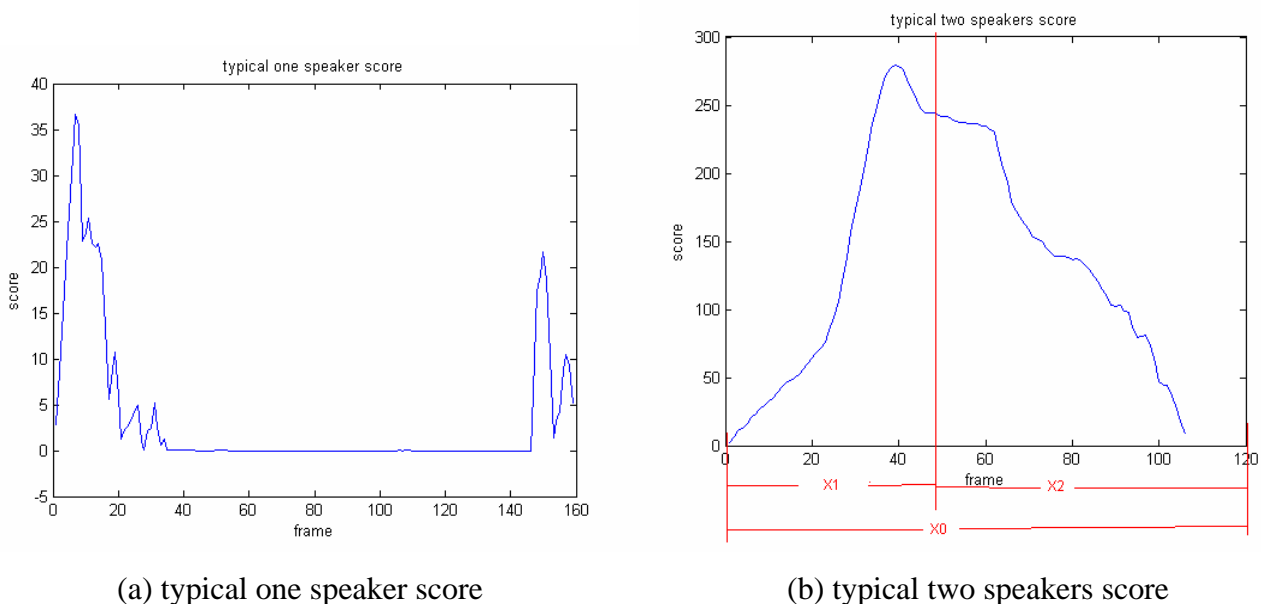 typical one speaker score
40
35
30
25
20
15
10
5
0
-5
score
0 20 40 60 80 100 120 140 160
frame
(a) typical one speaker score
typical two speakers score
300
250
200
150
100
50
0
score
0 20 40 60 80 100 120
frame
X1 X2
X0
(b) typical two speakers score